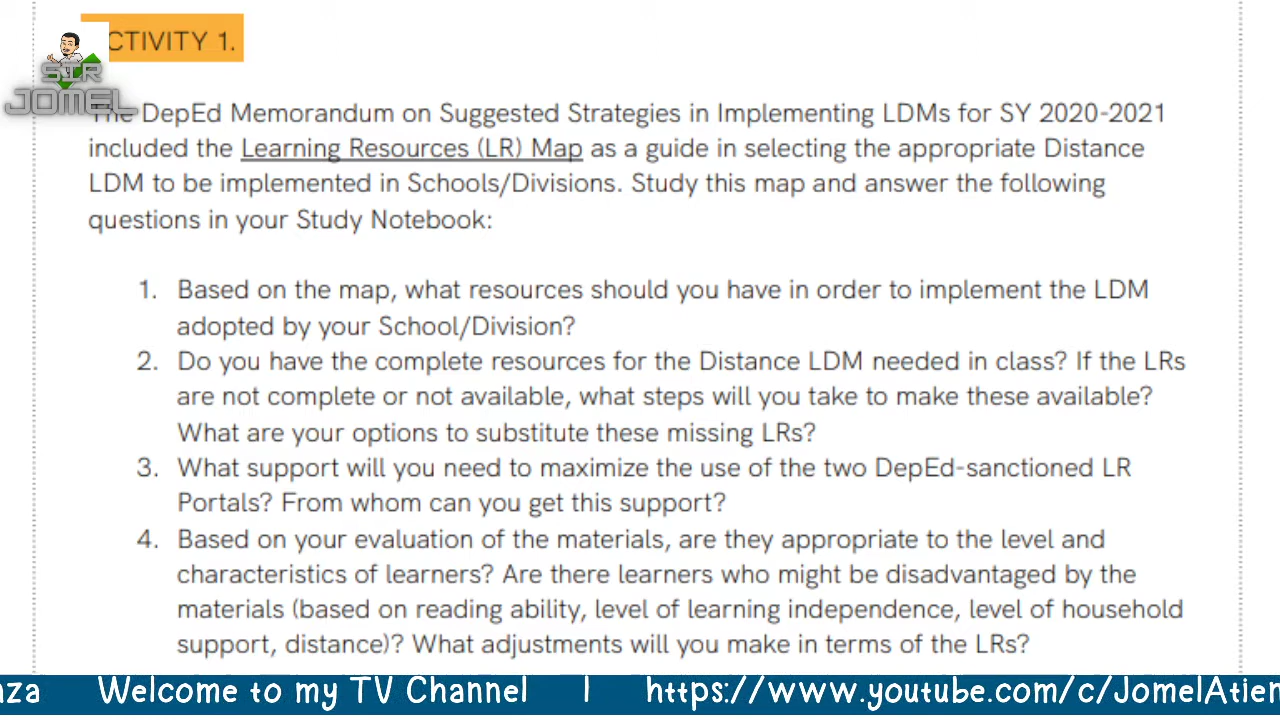 CTIVITY 1.
SIR
JOMEL
The DepEd Memorandum on Suggested Strategies in Implementing LDMs for SY 2020-2021
included the Learning Resources (LR) Map as a guide in selecting the appropriate Distance
LDM to be implemented in Schools/Divisions. Study this map and answer the following
questions in your Study Notebook:
1. Based on the map, what resources should you have in order to implement the LDM
adopted by your School/Division?
2. Do you have the complete resources for the Distance LDM needed in class? If the LRs
are not complete or not available, what steps will you take to make these available?
What are your options to substitute these missing LRs?
3. What support will you need to maximize the use of the two DepEd-sanctioned LR
Portals? From whom can you get this support?
4. Based on your evaluation of the materials, are they appropriate to the level and
characteristics of learners? Are there learners who might be disadvantaged by the
materials (based on reading ability, level of learning independence, level of household
support, distance)? What adjustments will you make in terms of the LRs?
nza Welcome to my TV Channel | https://www.youtube.com/c/JomelAtien